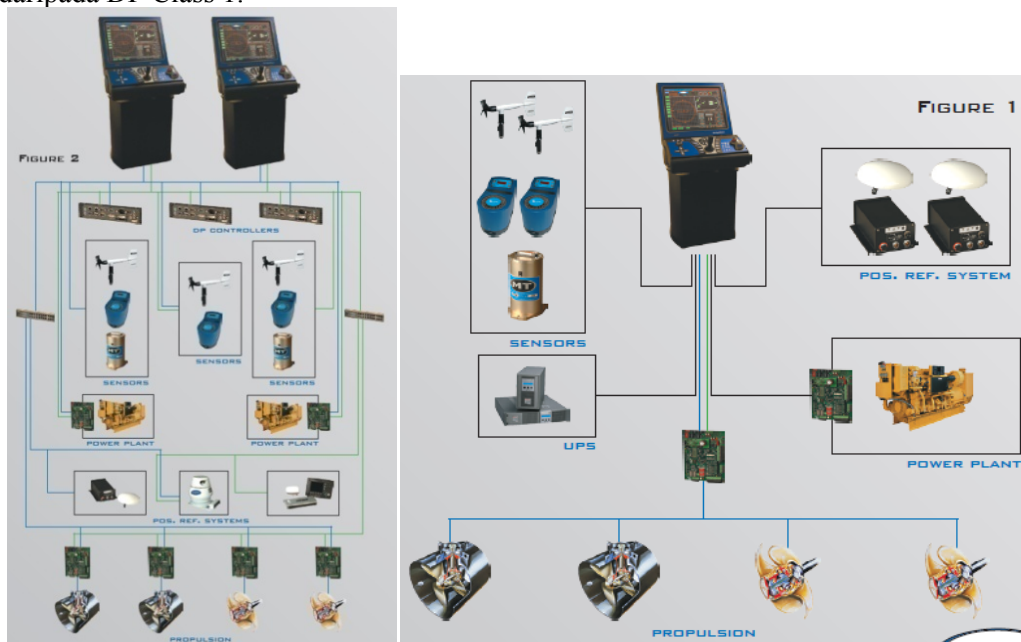 daripada DP Class 1.
FIGURE 2
DP CONTROLLERS
SENSORS
SENSORS
SENSORS
POWER PLANT
POWER PLANT
POS. REF. SYSTEMS
PROPULSION
FIGURE 1
POS. REF. SYSTEM
MT
SENSORS
UPS
POWER PLANT
PROPULSION